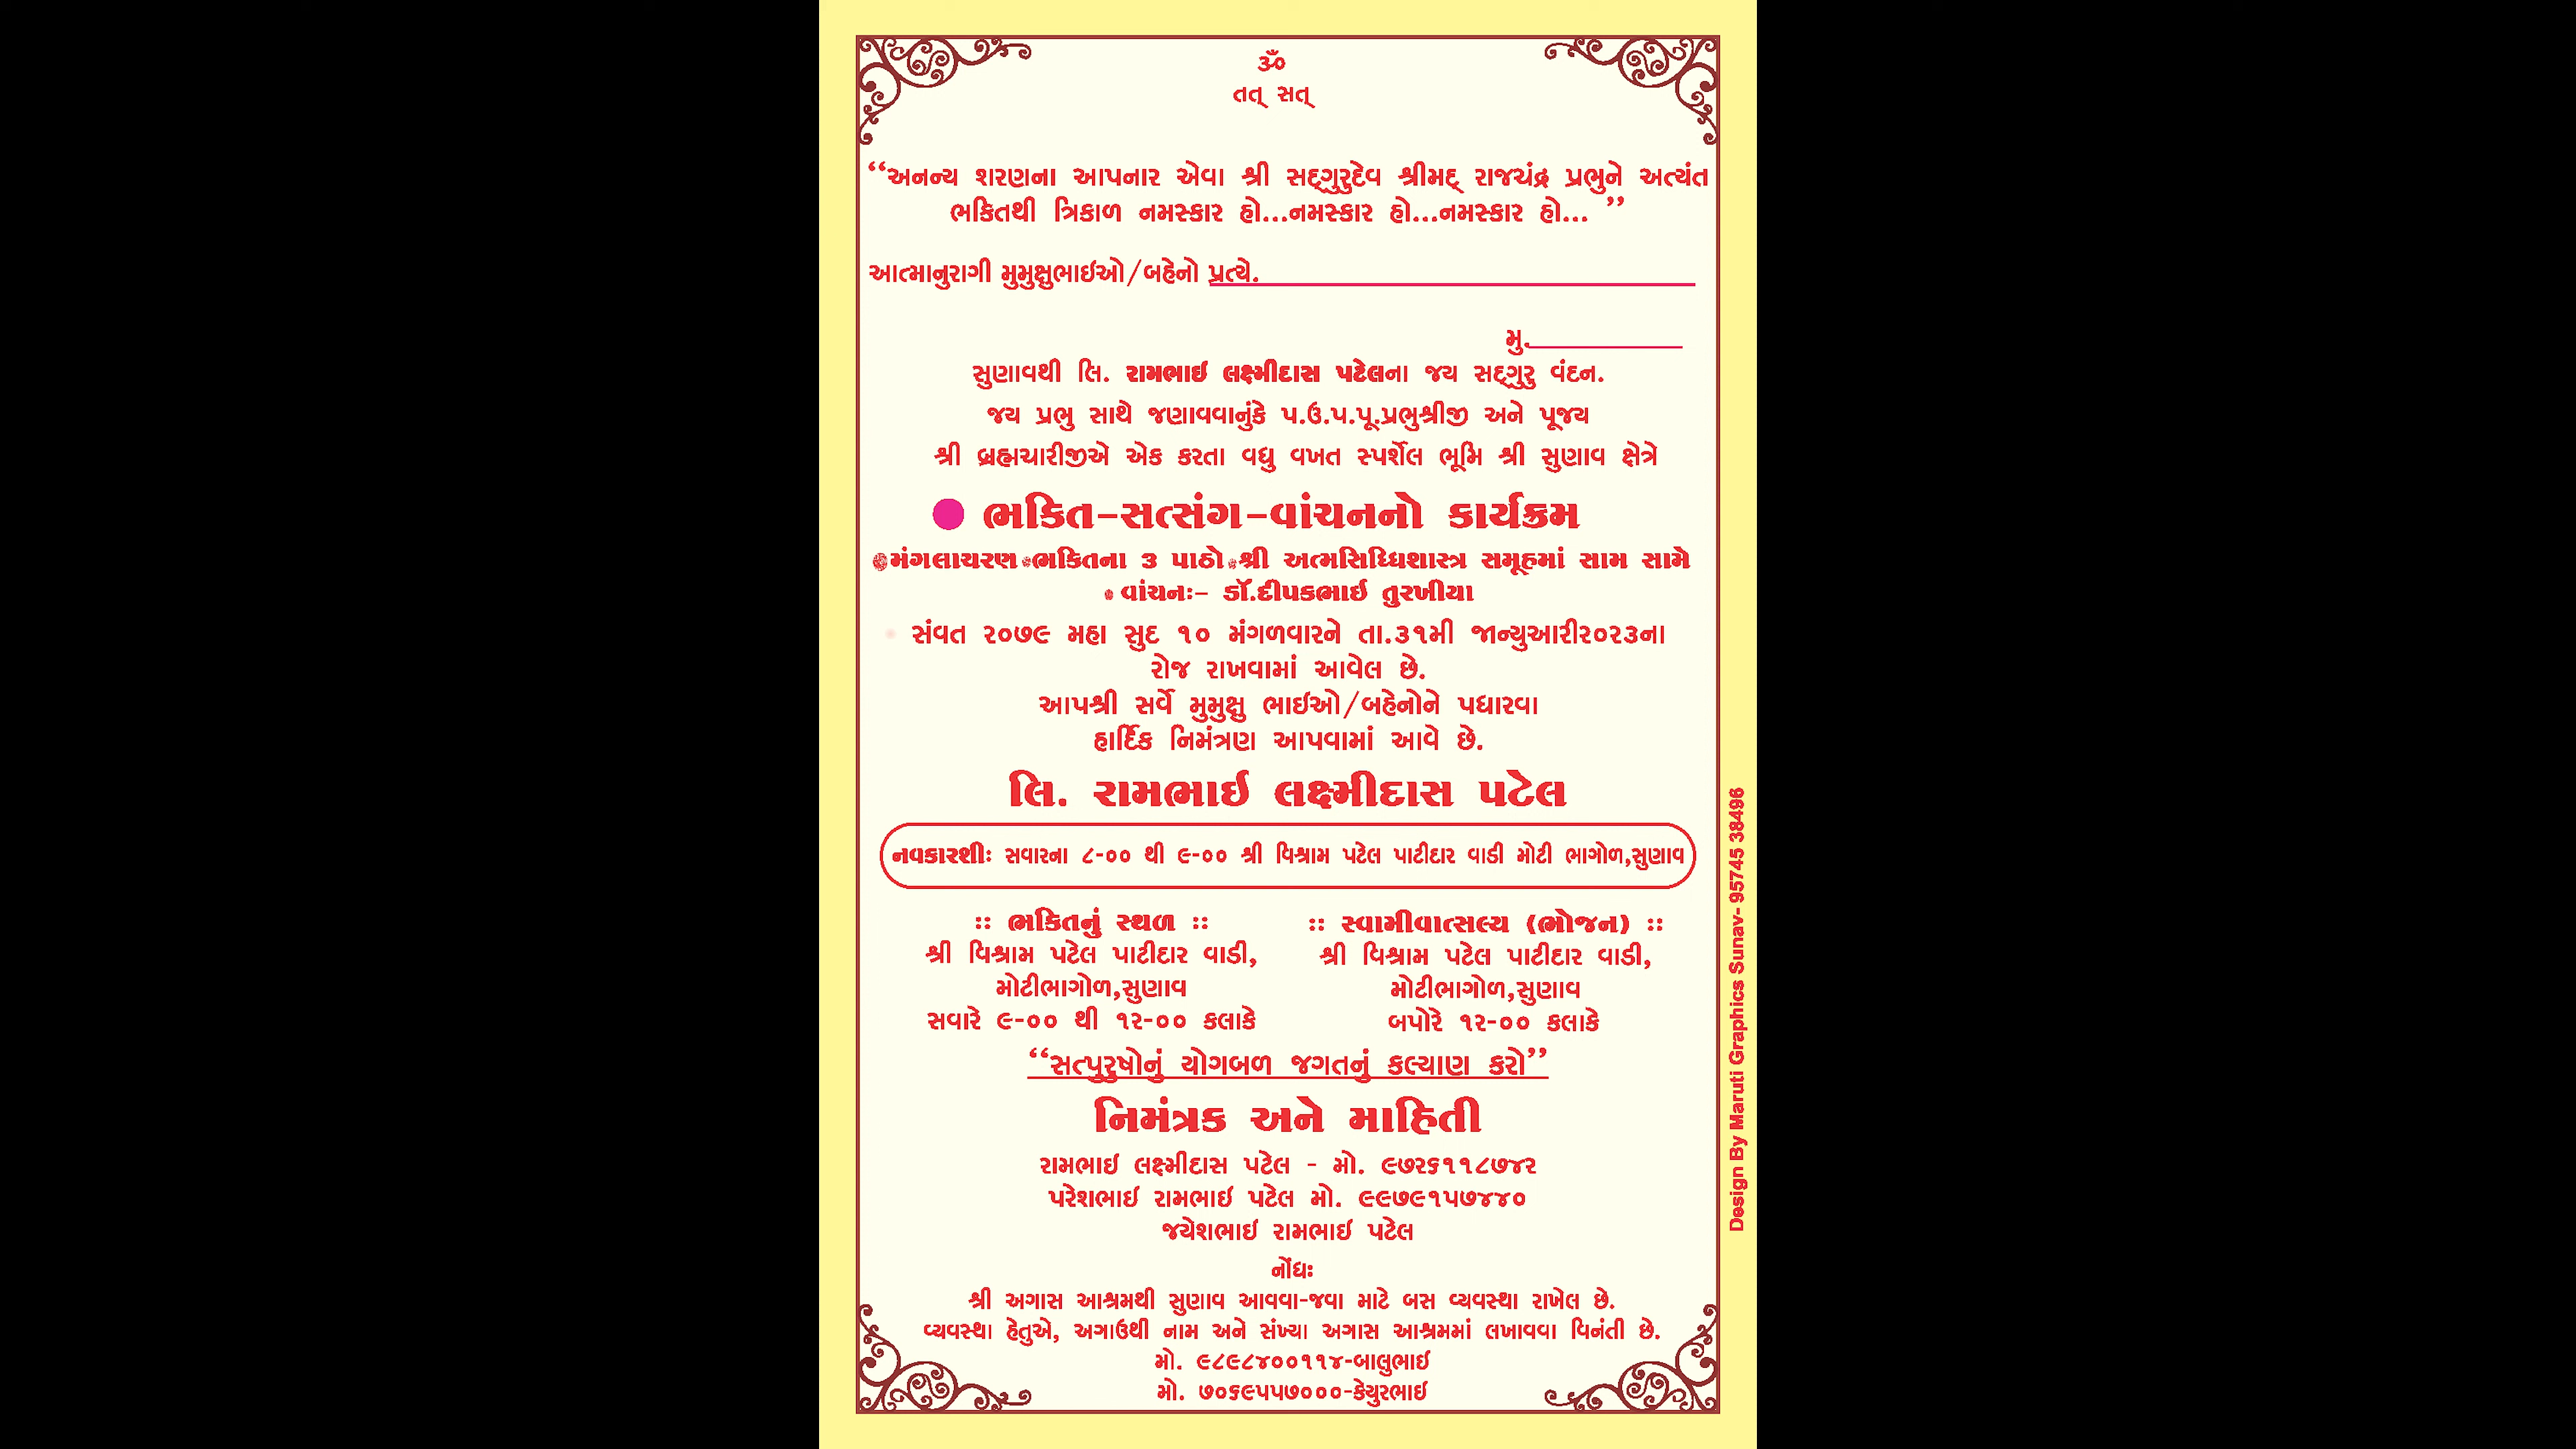 ૐ
તત્ સત્
‘‘અનન્ય શરણના આપનાર એવા શ્રી સદ્ગુરુદેવ શ્રીમદ્ રાજચંદ્ર પ્રભુને અત્યંત
ભકિતથી ત્રિકાળ નમસ્કાર હો...નમસ્કાર હો...નમસ્કાર હો... ’’
આત્માનુરાગી મુમુક્ષુભાઈઓ/બહેનો પ્રત્યે.
મુ.
સુણાવથી લિ. રામભાઈ લક્ષ્મીદાસ પટેલના જય સદ્ગુરુ વંદન.
જય પ્રભુ સાથે જણાવવાનુંકે પ.ઉ.પ.પૂ.પ્રભુશ્રીજી અને પૂજ્ય
શ્રી બ્રહ્મચારીજીએ એક કરતા વધુ વખત સ્પર્શેલ ભૂમિ શ્રી સુણાવ ક્ષેત્રે
ભકિત-સત્સંગ-વાંચનનો કાર્યક્રમ
મંગલાચરણ ભકિતના ૩ પાઠો શ્રી અત્મસિધ્ધિશાસ્ત્ર સમૂહમાં સામ સામે
વાંચનઃ- ડૉ.દીપકભાઈ તુરખીયા
સંવત ૨૦૭૯ મહા સુદ ૧૦ મંગળવારને તા.૩૧મી જાન્યુઆરી૨૦૨૩ના
રોજ રાખવામાં આવેલ છે.
આપશ્રી સર્વે મુમુક્ષુ ભાઈઓ/બહેનોને પધારવા
હાર્દિક નિમંત્રણ આપવામાં આવે છે.
લિ. રામભાઈ લક્ષ્મીદાસ પટેલ
નવકારશીઃ સવારના ૮-૦૦ થી ૯-૦૦ શ્રી વિશ્રામ પટેલ પાટીદાર વાડી મોટી ભાગોળ,સુણાવ
:: ભકિતનું સ્થળ ::
શ્રી વિશ્રામ પટેલ પાટીદાર વાડી,
મોટીભાગોળ,સુણાવ
સવારે ૯-૦૦ થી ૧૨-૦૦ કલાકે
:: સ્વામીવાત્સલ્ય (ભોજન) ::
શ્રી વિશ્રામ પટેલ પાટીદાર વાડી,
મોટીભાગોળ,સુણાવ
બપોરે ૧૨-૦૦ કલાકે
‘‘સત્પુરુષોનું યોગબળ જગતનું કલ્યાણ કરો’’
નિમંત્રક અને માહિતી
રામભાઈ લક્ષ્મીદાસ પટેલ - મો. ૯૭૨૬૧૧૮૭૪૨
પરેશભાઈ રામભાઈ પટેલ મો. ૯૯૭૯૧૫૭૪૪૦
જયેશભાઈ રામભાઈ પટેલ
નોંધઃ
શ્રી અગાસ આશ્રમથી સુણાવ આવવા-જવા માટે બસ વ્યવસ્થા રાખેલ છે.
વ્યવસ્થા હેતુએ, અગાઉથી નામ અને સંખ્યા અગાસ આશ્રમમાં લખાવવા વિનંતી છે.
મો. ૯૮૯૮૪૦૦૧૧૪-બાલુભાઈ
મો. ૭૦૬૯૫૫૭૦૦૦-કેયુરભાઈ
Design By Maruti Graphics Sunav- 95745 38496